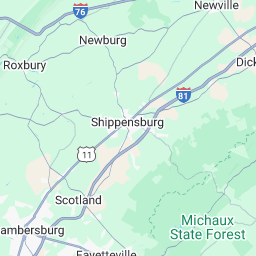 76
Newville
Newburg
Roxbury
Dick
81
Shippensburg
11
Scotland
Michaux
State Forest
ambersburg
Fayetteville